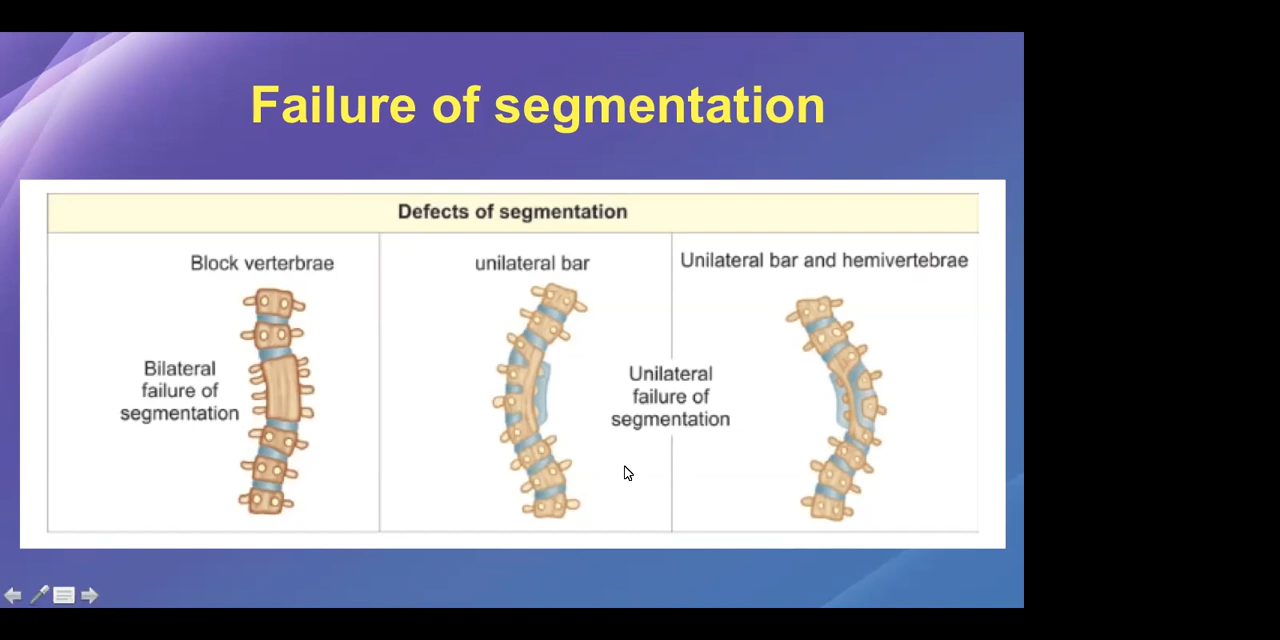 Failure of segmentation
Defects of segmentation
Block verterbrae
unilateral bar
Unilateral bar and hemivertebrae
Bilateral
failure of
segmentation
Unilateral
failure of
segmentation